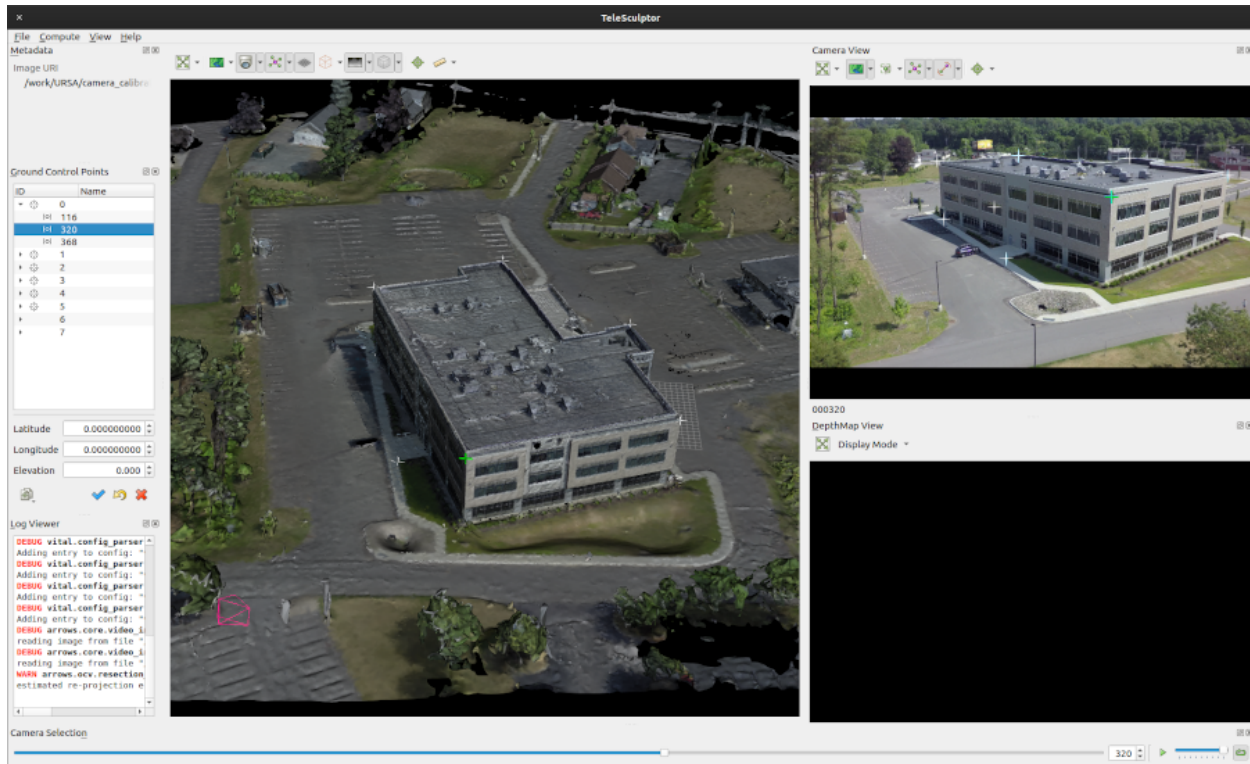 TeleSculptor
File Compute View Help
Metadata
Image URI
/work/URSA/camera_calibr
Ground Control Points
ID Name
0
116
320
368
1
2
3
4
5
6
7
Latitude 0.000000000
Longitude 0.000000000
Elevation 0.000
Log Viewer
DEBUG vital.config_parser
Adding entry to config: "
DEBUG vital.config_parser
Adding entry to config: "
DEBUG vital.config_parser
Adding entry to config: "
DEBUG vital.config_parser
Adding entry to config: "
DEBUG arrows.core.video_i
reading image from file "
DEBUG arrows.core.video_i
reading image from file "
WARN arrows.ocv.resection_
estimated re-projection e
Camera View
000320
DepthMap View
Display Mode
Camera Selection
320